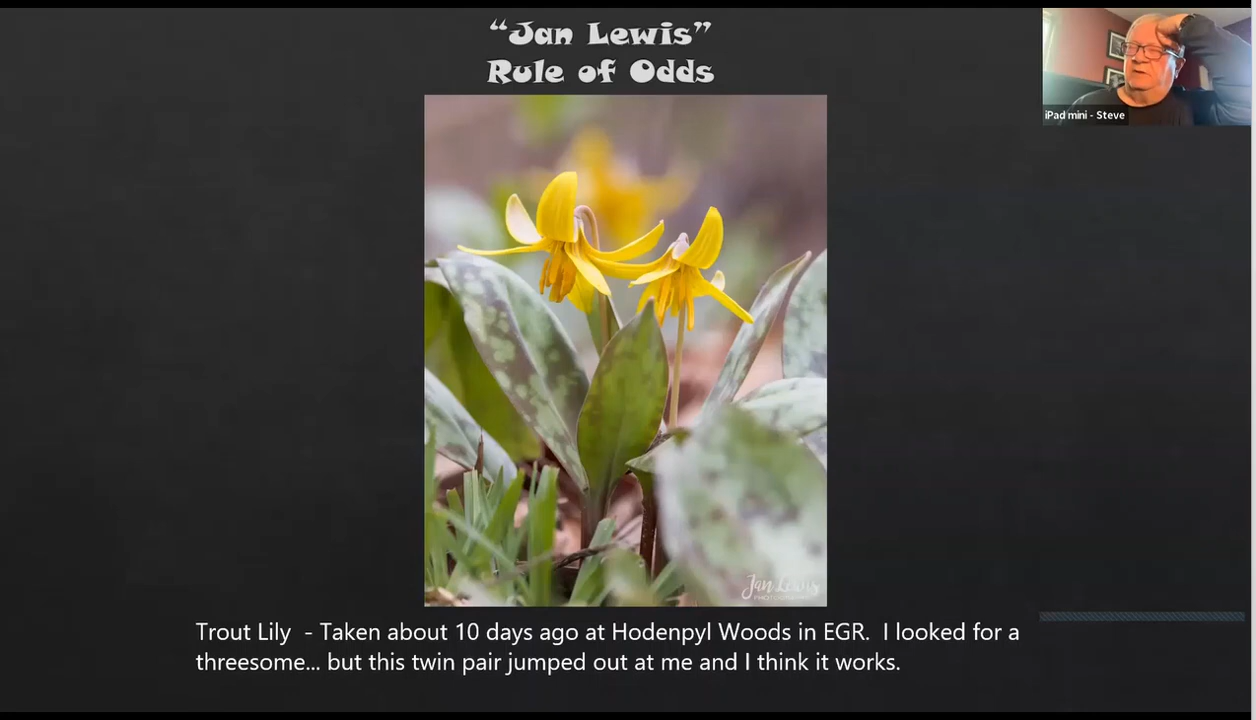 “Jan Lewis”
Rule of Odds
iPad mini - Steve
Jan Lewis
PHOTOGRAPHY
Trout Lily - Taken about 10 days ago at Hodenpyl Woods in EGR. I looked for a
threesome... but this twin pair jumped out at me and I think it works.